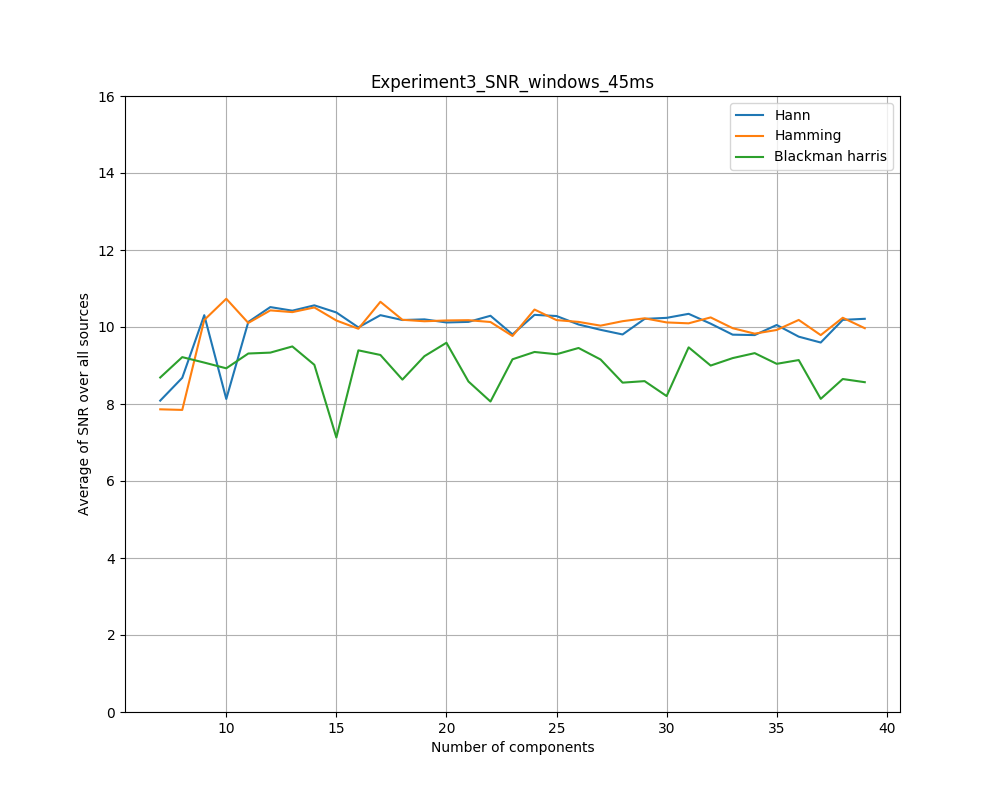 Experiment3_SNR_windows_45ms
Hann
Hamming
Blackman harris
Average of SNR over all sources
16
14
12
10
8
6
4
2
0
10 15 20 25 30 35 40
Number of components